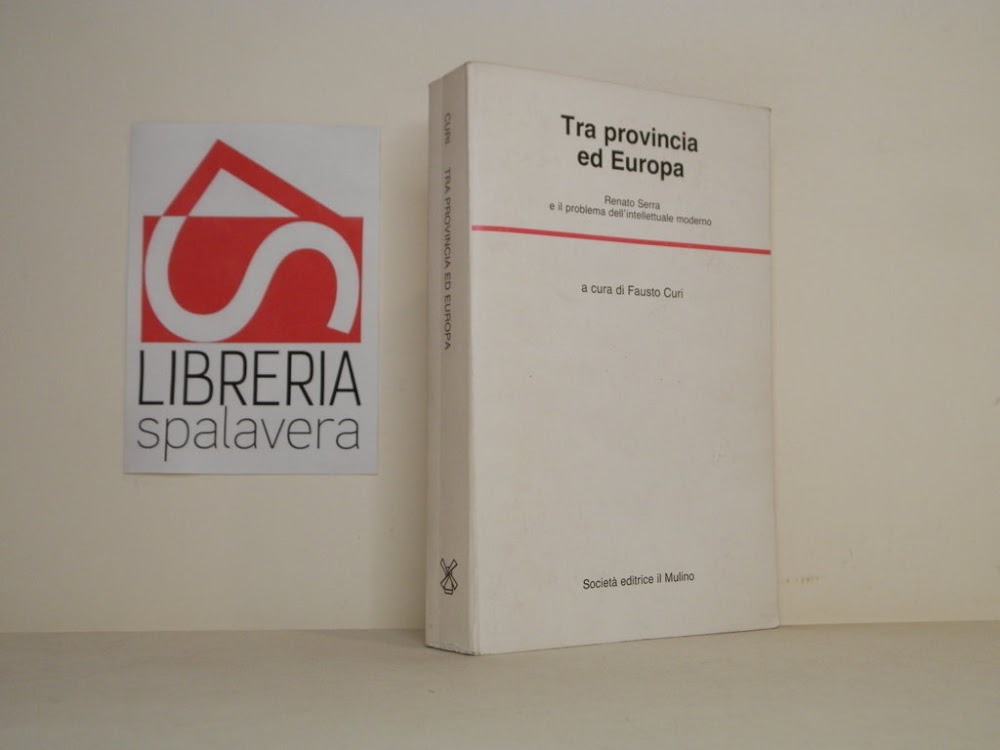 LIBRERIA
spalavera
CURI TRA PROVINCIA ED EUROPA
Tra provincia
ed Europa
Renato Serra
e il problema dell'intellettuale moderno
a cura di Fausto Curi
Società editrice il Mulino